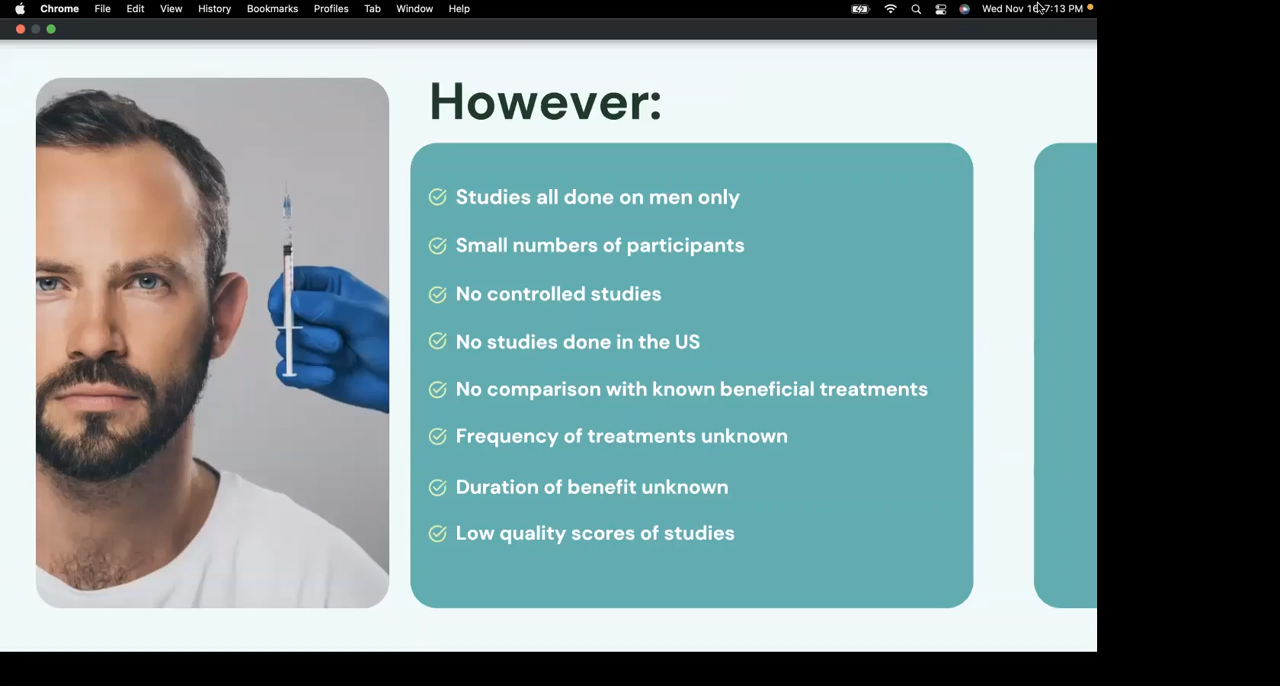 Chrome File Edit View History Bookmarks Profiles Tab Window Help
Wed Nov 16 7:13 PM
However:
Studies all done on men only
Small numbers of participants
No controlled studies
No studies done in the US
No comparison with known beneficial treatments
Frequency of treatments unknown
Duration of benefit unknown
Low quality scores of studies